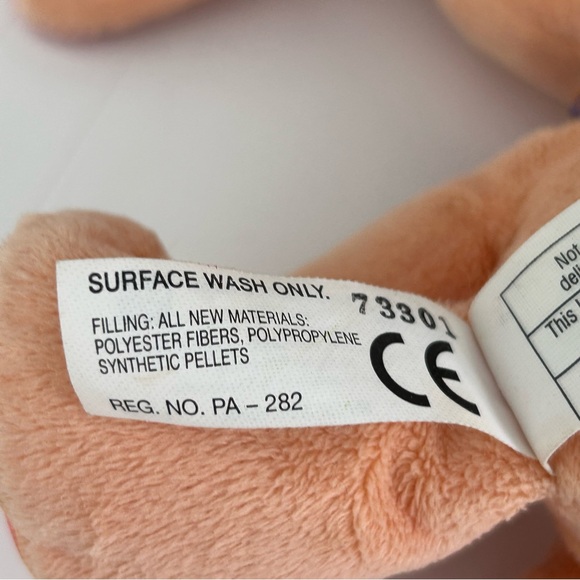 SURFACE WASH ONLY.
73301
FILLING: ALL NEW MATERIALS:
POLYESTER FIBERS, POLYPROPYLENE
SYNTHETIC PELLETS
CE
REG. NO. PA – 282
Not
This